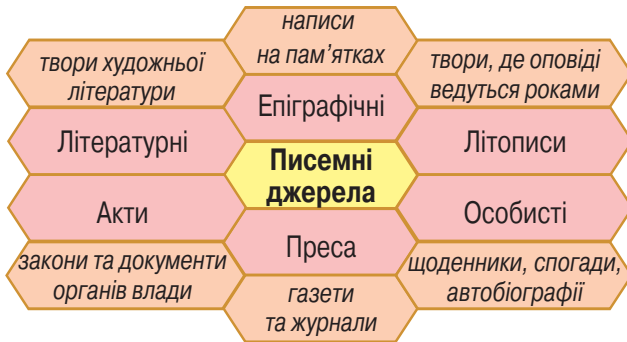 написи
на пам’ятках
твори художньої
літератури
твори, де оповіді
ведуться роками
Епіграфічні
Літературні
Літописи
Писемні
джерела
Акти
Особисті
Преса
закони та документи
органів влади
щоденники, спогади,
автобіографії
газети
та журнали